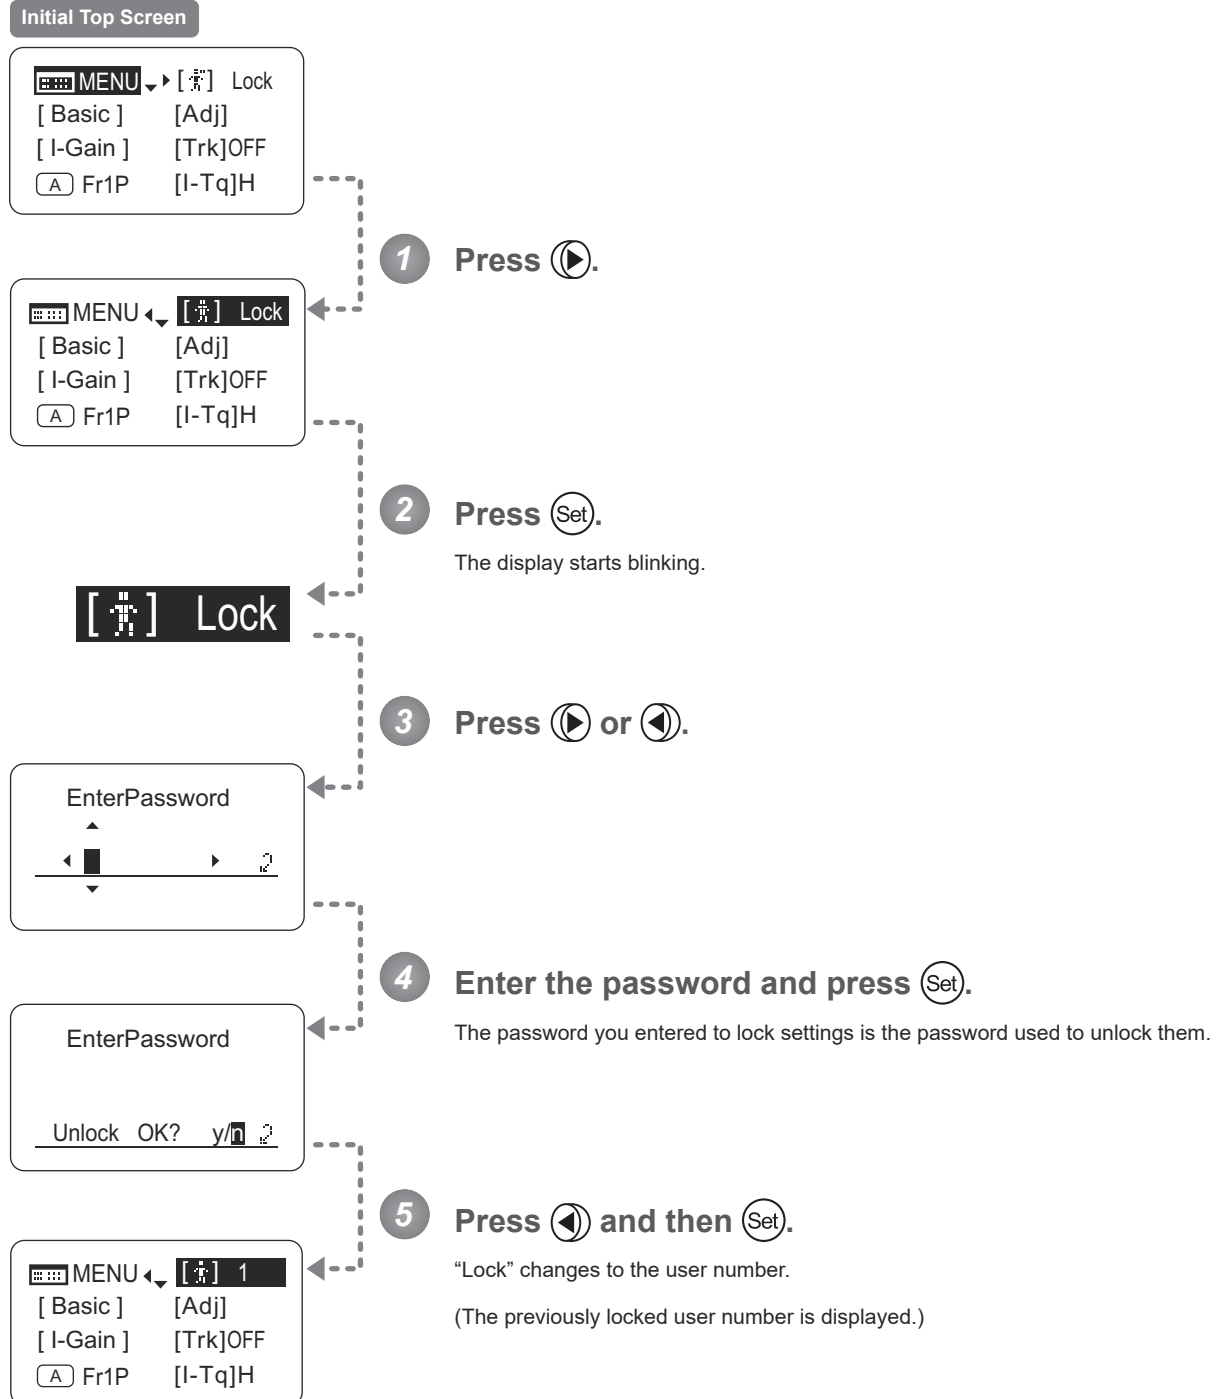 Initial Top Screen
MENU [ ] Lock
[ Basic ] [Adj]
[ I-Gain ] [Trk]OFF
A Fr1P [I-Tq]H
1 Press .
MENU [ ] Lock
[ Basic ] [Adj]
[ I-Gain ] [Trk]OFF
A Fr1P [I-Tq]H
2 Press Set.
The display starts blinking.
[ ] Lock
3 Press or .
EnterPassword
4 Enter the password and press Set.
The password you entered to lock settings is the password used to unlock them.
EnterPassword
Unlock OK? y/n
5 Press and then Set.
“Lock” changes to the user number.
(The previously locked user number is displayed.)
MENU [ ] 1
[ Basic ] [Adj]
[ I-Gain ] [Trk]OFF
A Fr1P [I-Tq]H